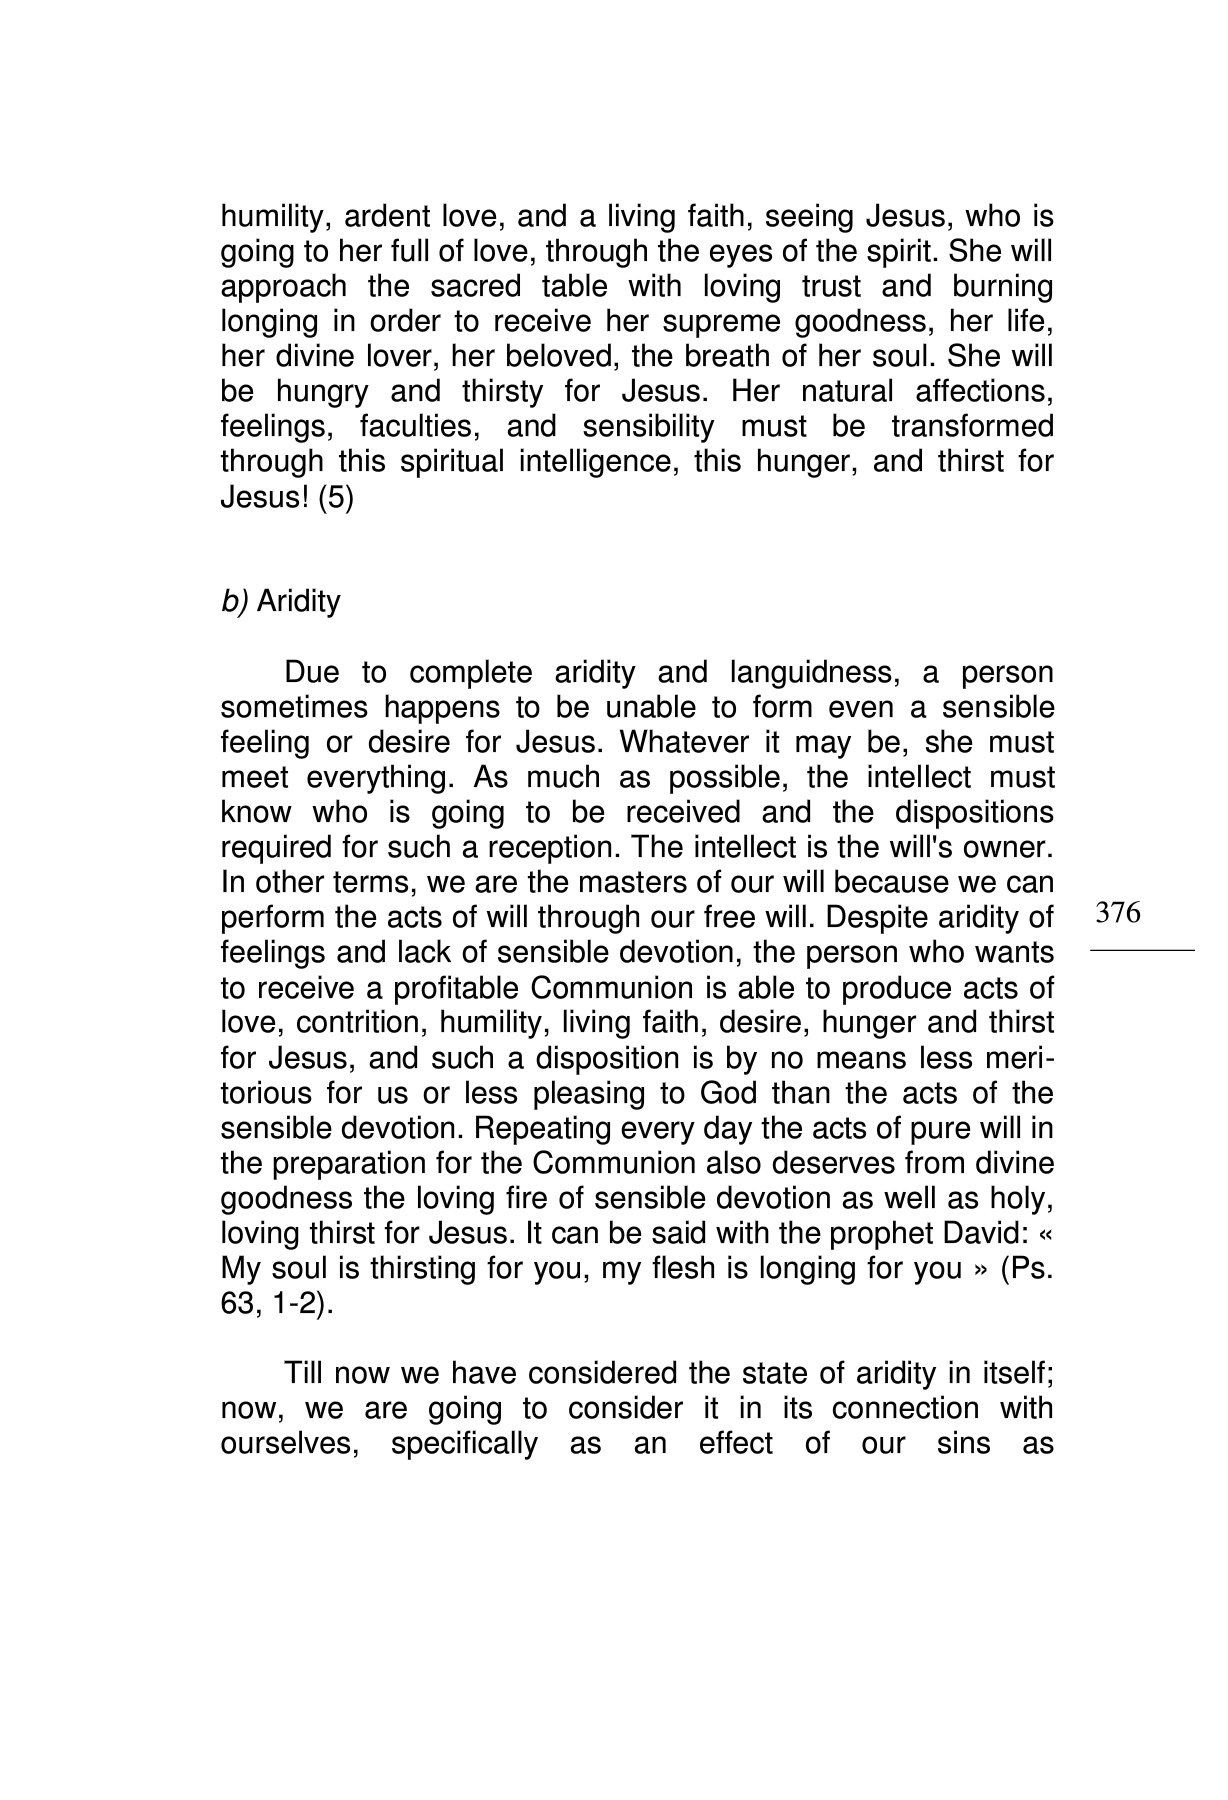 humility, ardent love, and a living faith, seeing Jesus, who is
going to her full of love, through the eyes of the spirit. She will
approach the sacred table with loving trust and burning
longing in order to receive her supreme goodness, her life,
her divine lover, her beloved, the breath of her soul. She will
be hungry and thirsty for Jesus. Her natural affections,
feelings, faculties, and sensibility must be transformed
through this spiritual intelligence, this hunger, and thirst for
Jesus! (5)
b) Aridity
Due to complete aridity and languidness, a person
sometimes happens to be unable to form even a sensible
feeling or desire for Jesus. Whatever it may be, she must
meet everything. As much as possible, the intellect must
know who is going to be received and the dispositions
required for such a reception. The intellect is the will's owner.
In other terms, we are the masters of our will because we can
perform the acts of will through our free will. Despite aridity of
feelings and lack of sensible devotion, the person who wants
to receive a profitable Communion is able to produce acts of
love, contrition, humility, living faith, desire, hunger and thirst
for Jesus, and such a disposition is by no means less meri-
torious for us or less pleasing to God than the acts of the
sensible devotion. Repeating every day the acts of pure will in
the preparation for the Communion also deserves from divine
goodness the loving fire of sensible devotion as well as holy,
loving thirst for Jesus. It can be said with the prophet David: «
My soul is thirsting for you, my flesh is longing for you » (Ps.
63, 1-2).
Till now we have considered the state of aridity in itself;
now, we are going to consider it in its connection with
ourselves, specifically as an effect of our sins as
376